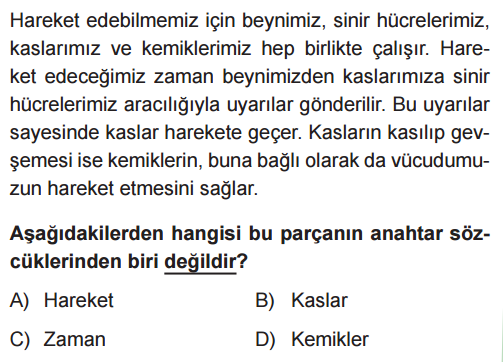 Hareket edebilmemiz için beynimiz, sinir hücrelerimiz,
kaslarımız ve kemiklerimiz hep birlikte çalışır. Hare-
ket edeceğimiz zaman beynimizden kaslarımıza sinir
hücrelerimiz aracılığıyla uyarılar gönderilir. Bu uyarılar
sayesinde kaslar harekete geçer. Kasların kasılıp gev-
şemesi ise kemiklerin, buna bağlı olarak da vücudumu-
zun hareket etmesini sağlar.
Aşağıdakilerden hangisi bu parçanın anahtar söz-
cüklerinden biri değildir?
A) Hareket B) Kaslar
C) Zaman D) Kemikler